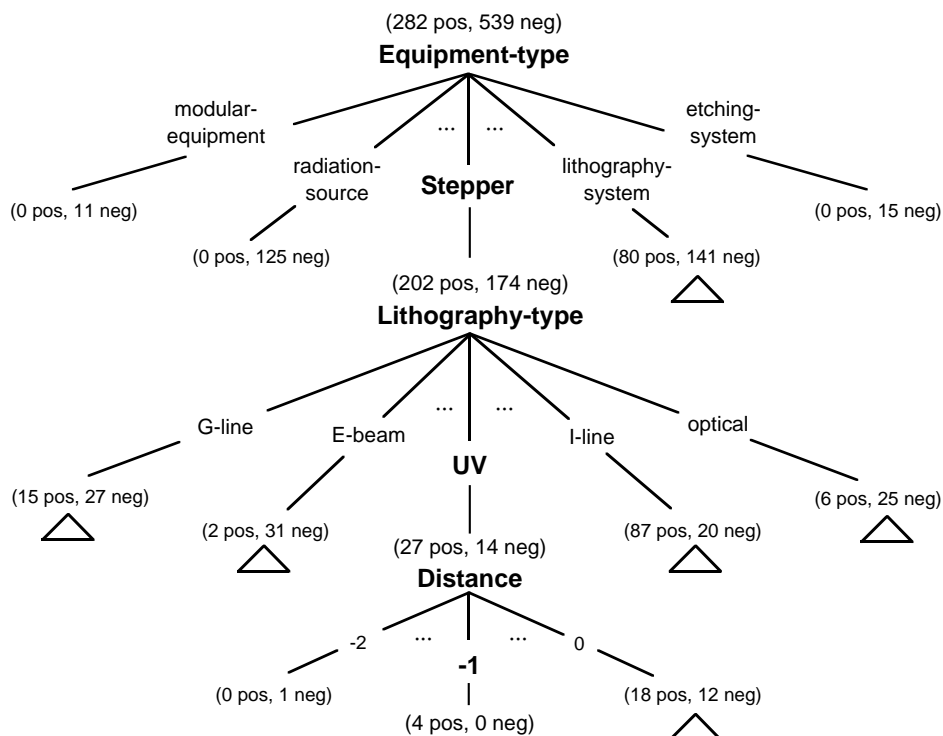 (282 pos, 539 neg)
Equipment-type
modular-
equipment
radiation-
source
... ...
Stepper
lithography-
system
etching-
system
(0 pos, 11 neg)
(0 pos, 125 neg)
(80 pos, 141 neg)
(0 pos, 15 neg)
(202 pos, 174 neg)
Lithography-type
G-line
E-beam
... ...
UV
I-line
optical
(15 pos, 27 neg)
(2 pos, 31 neg)
(27 pos, 14 neg)
(87 pos, 20 neg)
(6 pos, 25 neg)
Distance
-2
... ...
-1
0
(0 pos, 1 neg)
(4 pos, 0 neg)
(18 pos, 12 neg)